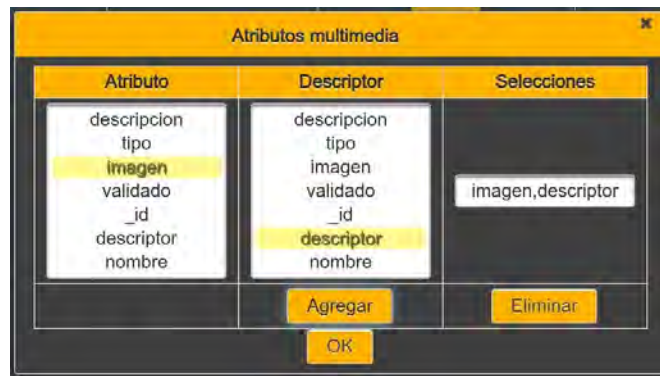 Atributos multimedia
Atributo Descriptor Selecciones
descripcion descripcion
tipo tipo
imagen imagen
validado validado
_id _id
descriptor descriptor
nombre nombre
imagen,descriptor
Agregar Eliminar
OK